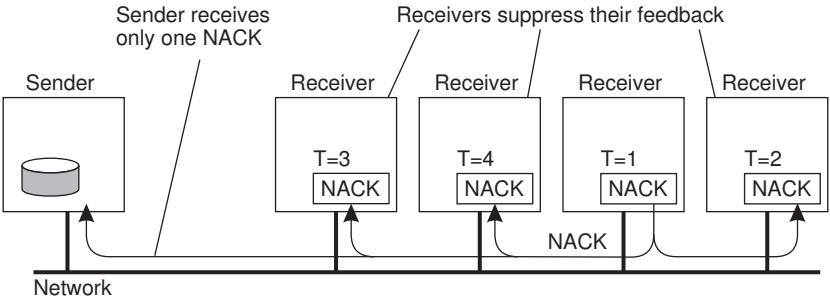 Sender receives
only one NACK
Receivers suppress their feedback
Sender
Receiver
Receiver
Receiver
Receiver
T=3
T=4
T=1
T=2
NACK
NACK
NACK
NACK
NACK
Network